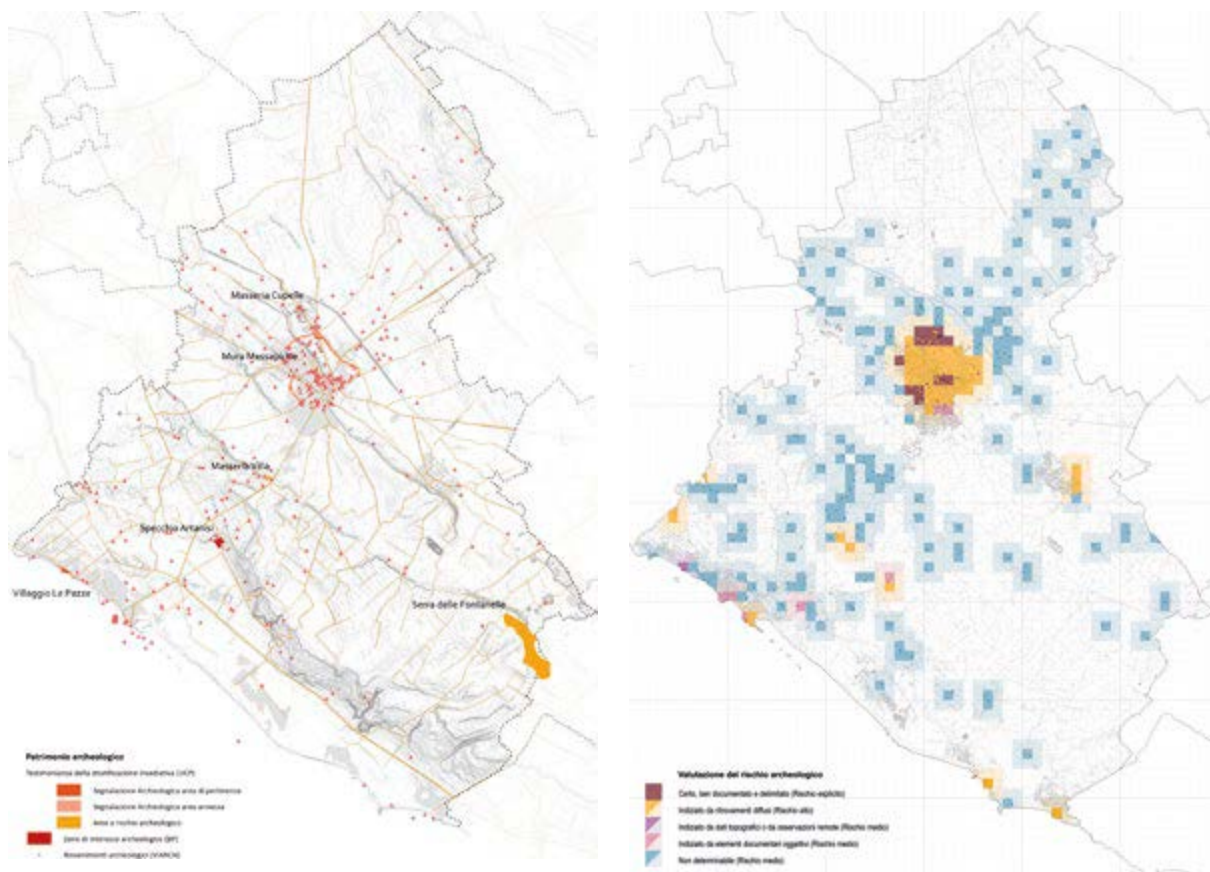 Masseria Cupelle
Mura Messapiche
Masseria Li
Specchio Artanisi
Villaggio Le Pazze
Serra delle Fontanelle
Patrimonio archeologico
Testimonianza della stratificazione insediativa (UCP)
Segnalazione Archeologica area di pertinenza
Segnalazione Archeologica area annessa
Aree a rischio archeologico
Zone di interesse archeologico (BP)
Rinvenimenti archeologici (VIARCH)
Valutazione del rischio archeologico
Certo, ben documentato e delimitato (Rischio esplicito)
Indiziato da ritrovamenti diffusi (Rischio alto)
Indiziato da dati topografici o da osservazioni remote (Rischio medio)
Indiziato da elementi documentari oggettivi (Rischio medio)
Non determinabile (Rischio medio)